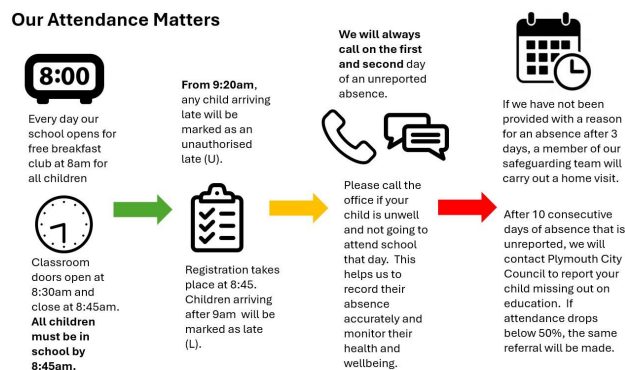 Our Attendance Matters
8:00
Every day our
school opens for
free breakfast
club at 8am for
all children
Classroom
doors open at
8:30am and
close at 8:45am.
All children
must be in
school by
8:45am.
From 9:20am,
any child arriving
late will be
marked as an
unauthorised
late (U).
Registration takes
place at 8:45.
Children arriving
after 9am will be
marked as late
(L).
We will always
call on the first
and second day
of an unreported
absence.
Please call the
office if your
child is unwell
and not going to
attend school
that day. This
helps us to
record their
absence
accurately and
monitor their
health and
wellbeing.
If we have not been
provided with a reason
for an absence after 3
days, a member of our
safeguarding team will
carry out a home visit.
After 10 consecutive
days of absence that is
unreported, we will
contact Plymouth City
Council to report your
child missing out on
education. If
attendance drops
below 50%, the same
referral will be made.